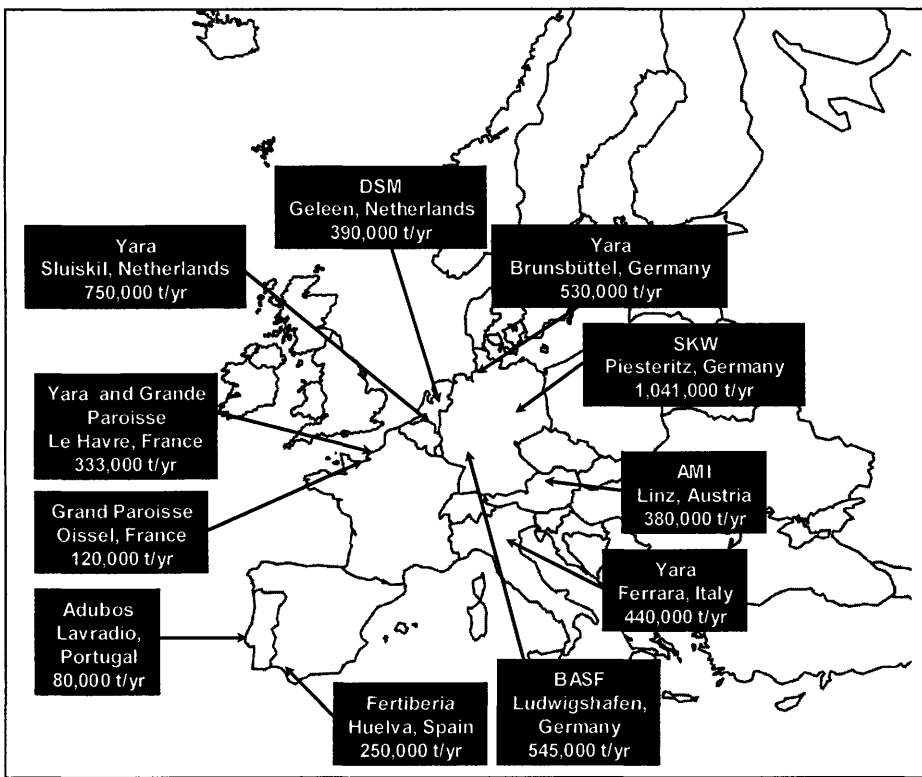 DSM
Geleen, Netherlands
390,000 t/yr
Yara
Sluiskil, Netherlands
750,000 t/yr
Yara
Brunsbüttel, Germany
530,000 t/yr
SKW
Piesteritz, Germany
1,041,000 t/yr
Yara and Grande
Paroisse
Le Havre, France
333,000 t/yr
AMI
Linz, Austria
380,000 t/yr
Grand Paroisse
Oissel, France
120,000 t/yr
Yara
Ferrara, Italy
440,000 t/yr
Adubos
Lavradio,
Portugal
80,000 t/yr
Fertiberia
Huelva, Spain
250,000 t/yr
BASF
Ludwigshafen,
Germany
545,000 t/yr